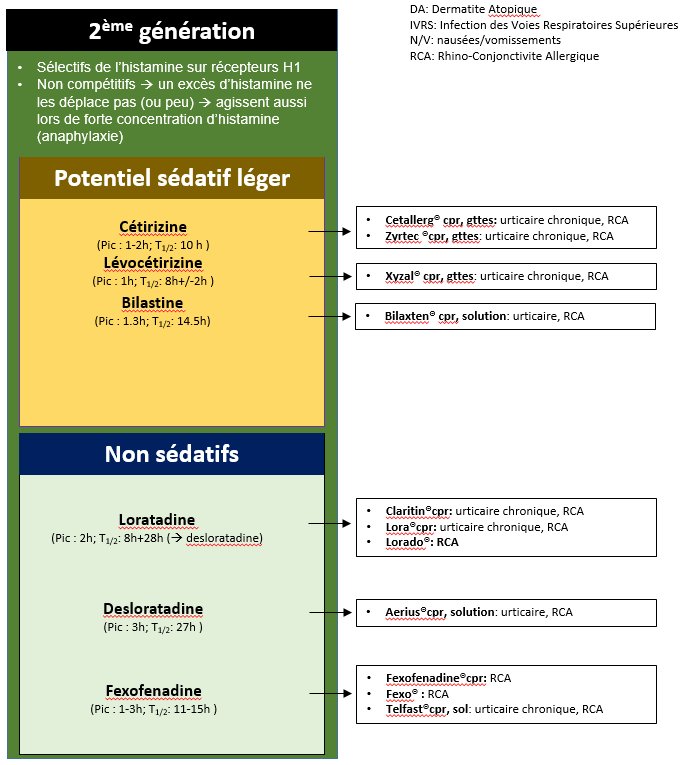 DA: Dermatite Atopique
IVRS: Infection des Voies Respiratoires Supérieures
N/V: nausées/vomissements
RCA: Rhino-Conjonctivite Allergique
2ème génération
• Sélectifs de l'histamine sur récepteurs H1
• Non compétitifs → un excès d'histamine ne
les déplace pas (ou peu) → agissent aussi
lors de forte concentration d'histamine
(anaphylaxie)
Potentiel sédatif léger
Cétirizine
(Pic : 1-2h; T1/2: 10 h )
• Cetallerg® cpr, gttes: urticaire chronique, RCA
• Zyrtec ®cpr, gttes: urticaire chronique, RCA
Lévocétirizine
(Pic : 1h; T1/2: 8h+/-2h )
• Xyzal® cpr, gttes: urticaire chronique, RCA
Bilastine
(Pic : 1.3h; T1/2: 14.5h)
• Bilaxten® cpr, solution: urticaire, RCA
Non sédatifs
Loratadine
(Pic : 2h; T1/2: 8h+28h (→ desloratadine)
• Claritin®cpr: urticaire chronique, RCA
• Lora®cpr: urticaire chronique, RCA
• Lorado®: RCA
Desloratadine
(Pic : 3h; T1/2: 27h )
• Aerius®cpr, solution: urticaire, RCA
Fexofenadine
(Pic : 1-3h; T1/2: 11-15h )
• Fexofenadine®cpr: RCA
• Fexo® : RCA
• Telfast®cpr, sol: urticaire chronique, RCA